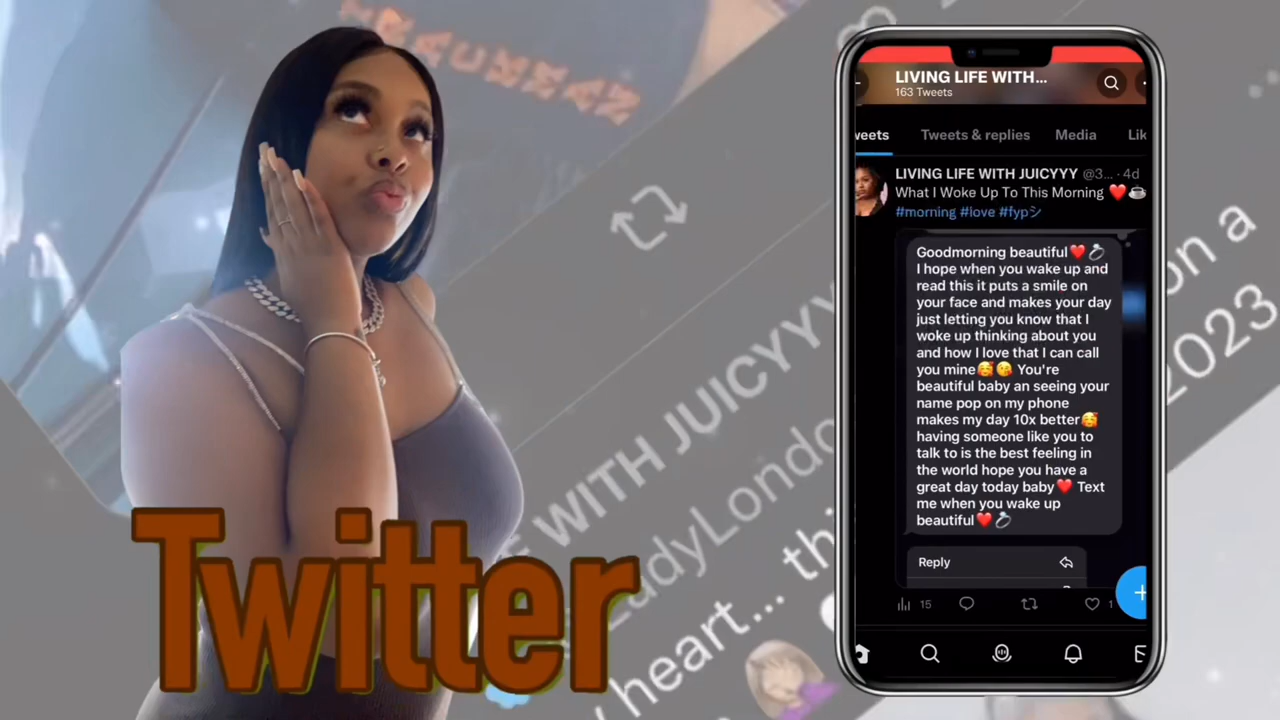 LIVING LIFE WITH...
163 Tweets
weets
Tweets & replies
Media
Lik
LIVING LIFE WITH JUICYYY @3... · 4d
What I Woke Up To This Morning ❤️☕
#morning #love #fypシ
Goodmorning beautiful❤️💍
I hope when you wake up and
read this it puts a smile on
your face and makes your day
just letting you know that I
woke up thinking about you
and how I love that I can call
you mine🥰😘 You're
beautiful baby an seeing your
name pop on my phone
makes my day 10x better🥰
having someone like you to
talk to is the best feeling in
the world hope you have a
great day today baby❤️ Text
me when you wake up
beautiful❤️💍
Reply
15
1
Twitter
E WITH JUICYYY
LadyLondo
on a
2023
/ heart... thi